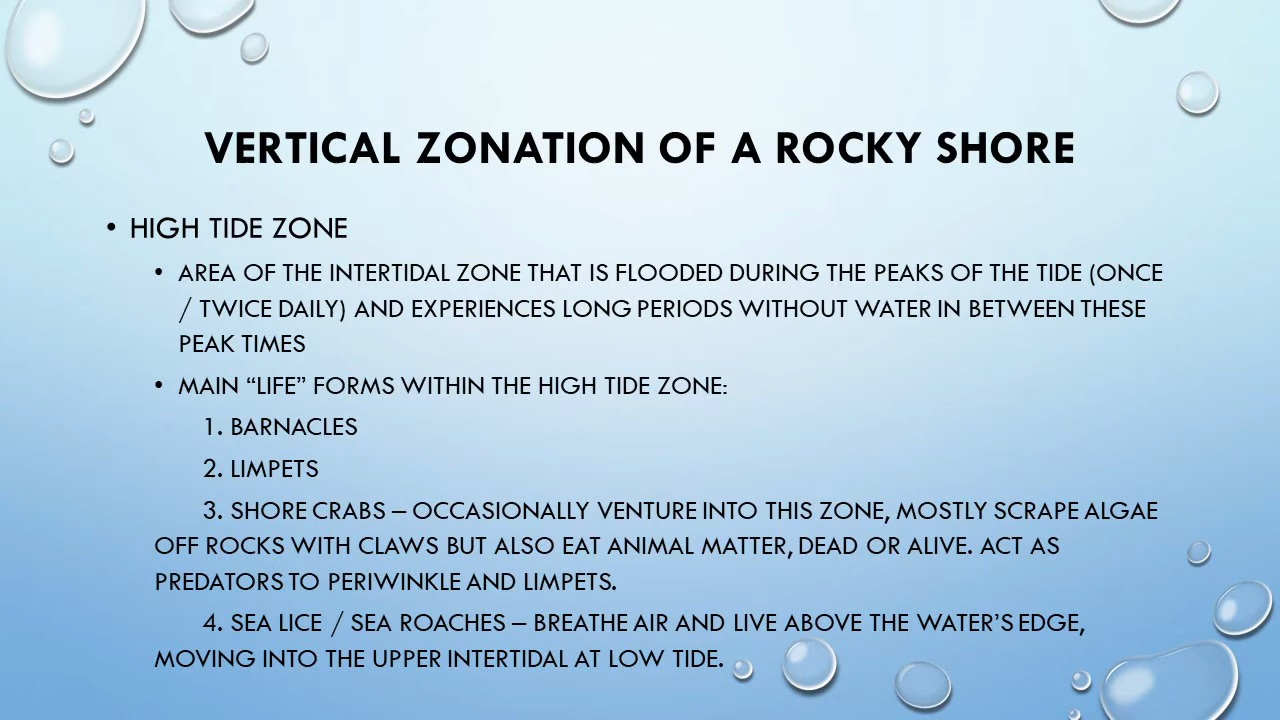 VERTICAL ZONATION OF A ROCKY SHORE
• HIGH TIDE ZONE
• AREA OF THE INTERTIDAL ZONE THAT IS FLOODED DURING THE PEAKS OF THE TIDE (ONCE
/ TWICE DAILY) AND EXPERIENCES LONG PERIODS WITHOUT WATER IN BETWEEN THESE
PEAK TIMES
• MAIN “LIFE” FORMS WITHIN THE HIGH TIDE ZONE:
1. BARNACLES
2. LIMPETS
3. SHORE CRABS – OCCASIONALLY VENTURE INTO THIS ZONE, MOSTLY SCRAPE ALGAE
OFF ROCKS WITH CLAWS BUT ALSO EAT ANIMAL MATTER, DEAD OR ALIVE. ACT AS
PREDATORS TO PERIWINKLE AND LIMPETS.
4. SEA LICE / SEA ROACHES – BREATHE AIR AND LIVE ABOVE THE WATER’S EDGE,
MOVING INTO THE UPPER INTERTIDAL AT LOW TIDE.